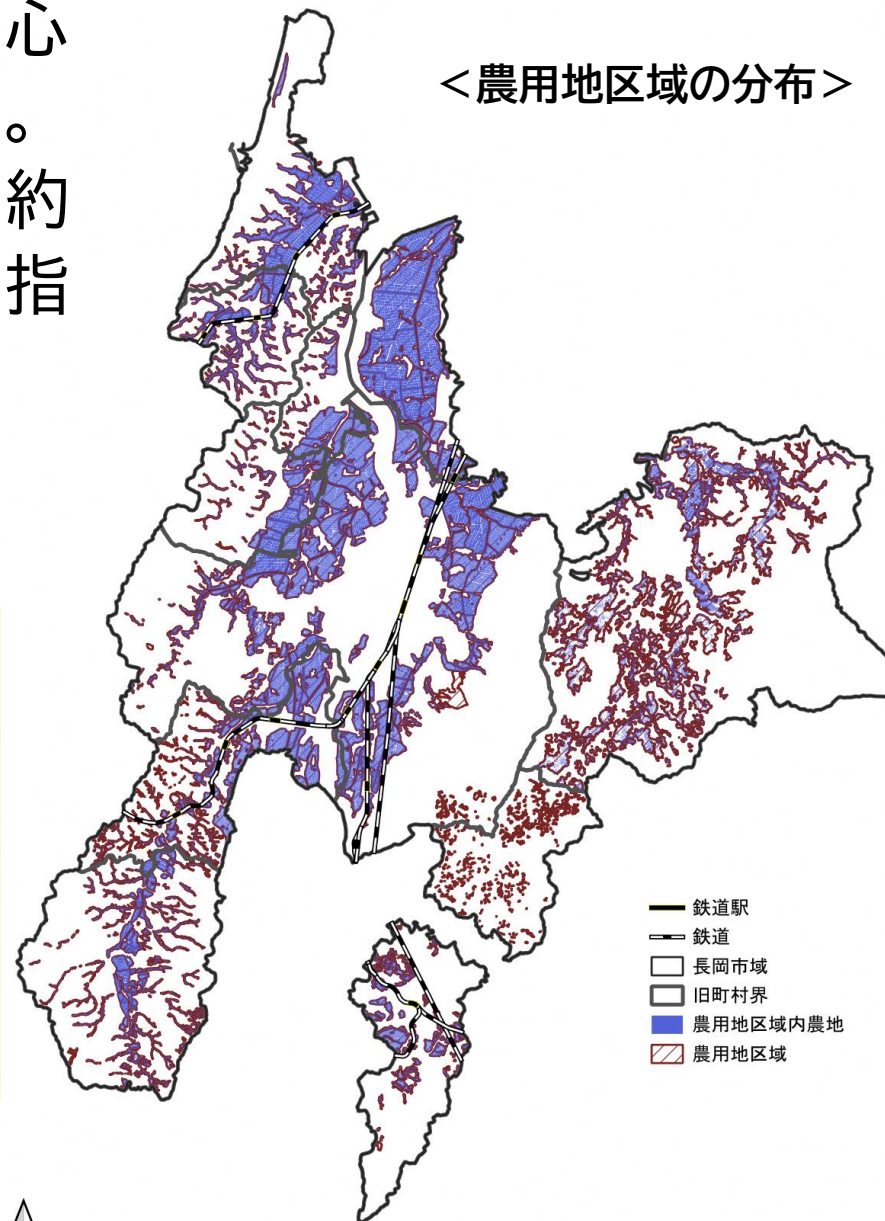 心
。
約
指
＜農用地区域の分布＞
鉄道駅
鉄道
長岡市域
旧町村界
農用地区域内農地
農用地区域